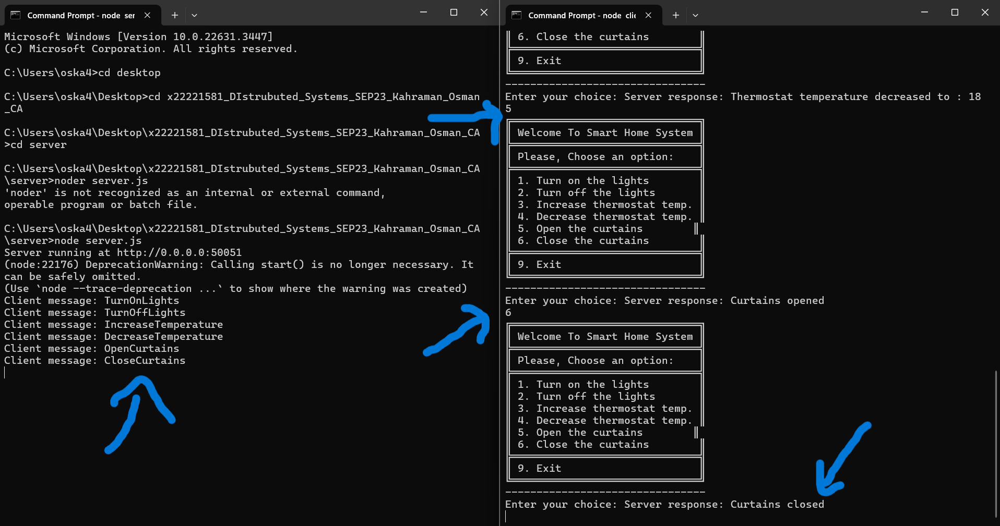 Command Prompt - node ser
Microsoft Windows [Version 10.0.22631.3447]
(c) Microsoft Corporation. All rights reserved.
C:\Users\oska4>cd desktop
C:\Users\oska4\Desktop>cd x22221581_DIstrubuted_Systems_SEP23_Kahraman_Osman
_CA
C:\Users\oska4\Desktop\x22221581_DIstrubuted_Systems_SEP23_Kahraman_Osman_CA
>cd server
C:\Users\oska4\Desktop\x22221581_DIstrubuted_Systems_SEP23_Kahraman_Osman_CA
\server>noder server.js
'noder' is not recognized as an internal or external command,
operable program or batch file.
C:\Users\oska4\Desktop\x22221581_DIstrubuted_Systems_SEP23_Kahraman_Osman_CA
\server>node server.js
Server running at http://0.0.0.0:50051
(node:22176) DeprecationWarning: Calling start() is no longer necessary. It
can be safely omitted.
(Use `node --trace-deprecation ...` to show where the warning was created)
Client message: TurnOnLights
Client message: TurnOffLights
Client message: IncreaseTemperature
Client message: DecreaseTemperature
Client message: OpenCurtains
Client message: CloseCurtains
Command Prompt - node clie
6. Close the curtains
9. Exit
--------------------------------
Enter your choice: Server response: Thermostat temperature decreased to : 18
5
Welcome To Smart Home System
Please, Choose an option:
1. Turn on the lights
2. Turn off the lights
3. Increase thermostat temp.
4. Decrease thermostat temp.
5. Open the curtains
6. Close the curtains
9. Exit
--------------------------------
Enter your choice: Server response: Curtains opened
6
Welcome To Smart Home System
Please, Choose an option:
1. Turn on the lights
2. Turn off the lights
3. Increase thermostat temp.
4. Decrease thermostat temp.
5. Open the curtains
6. Close the curtains
9. Exit
--------------------------------
Enter your choice: Server response: Curtains closed